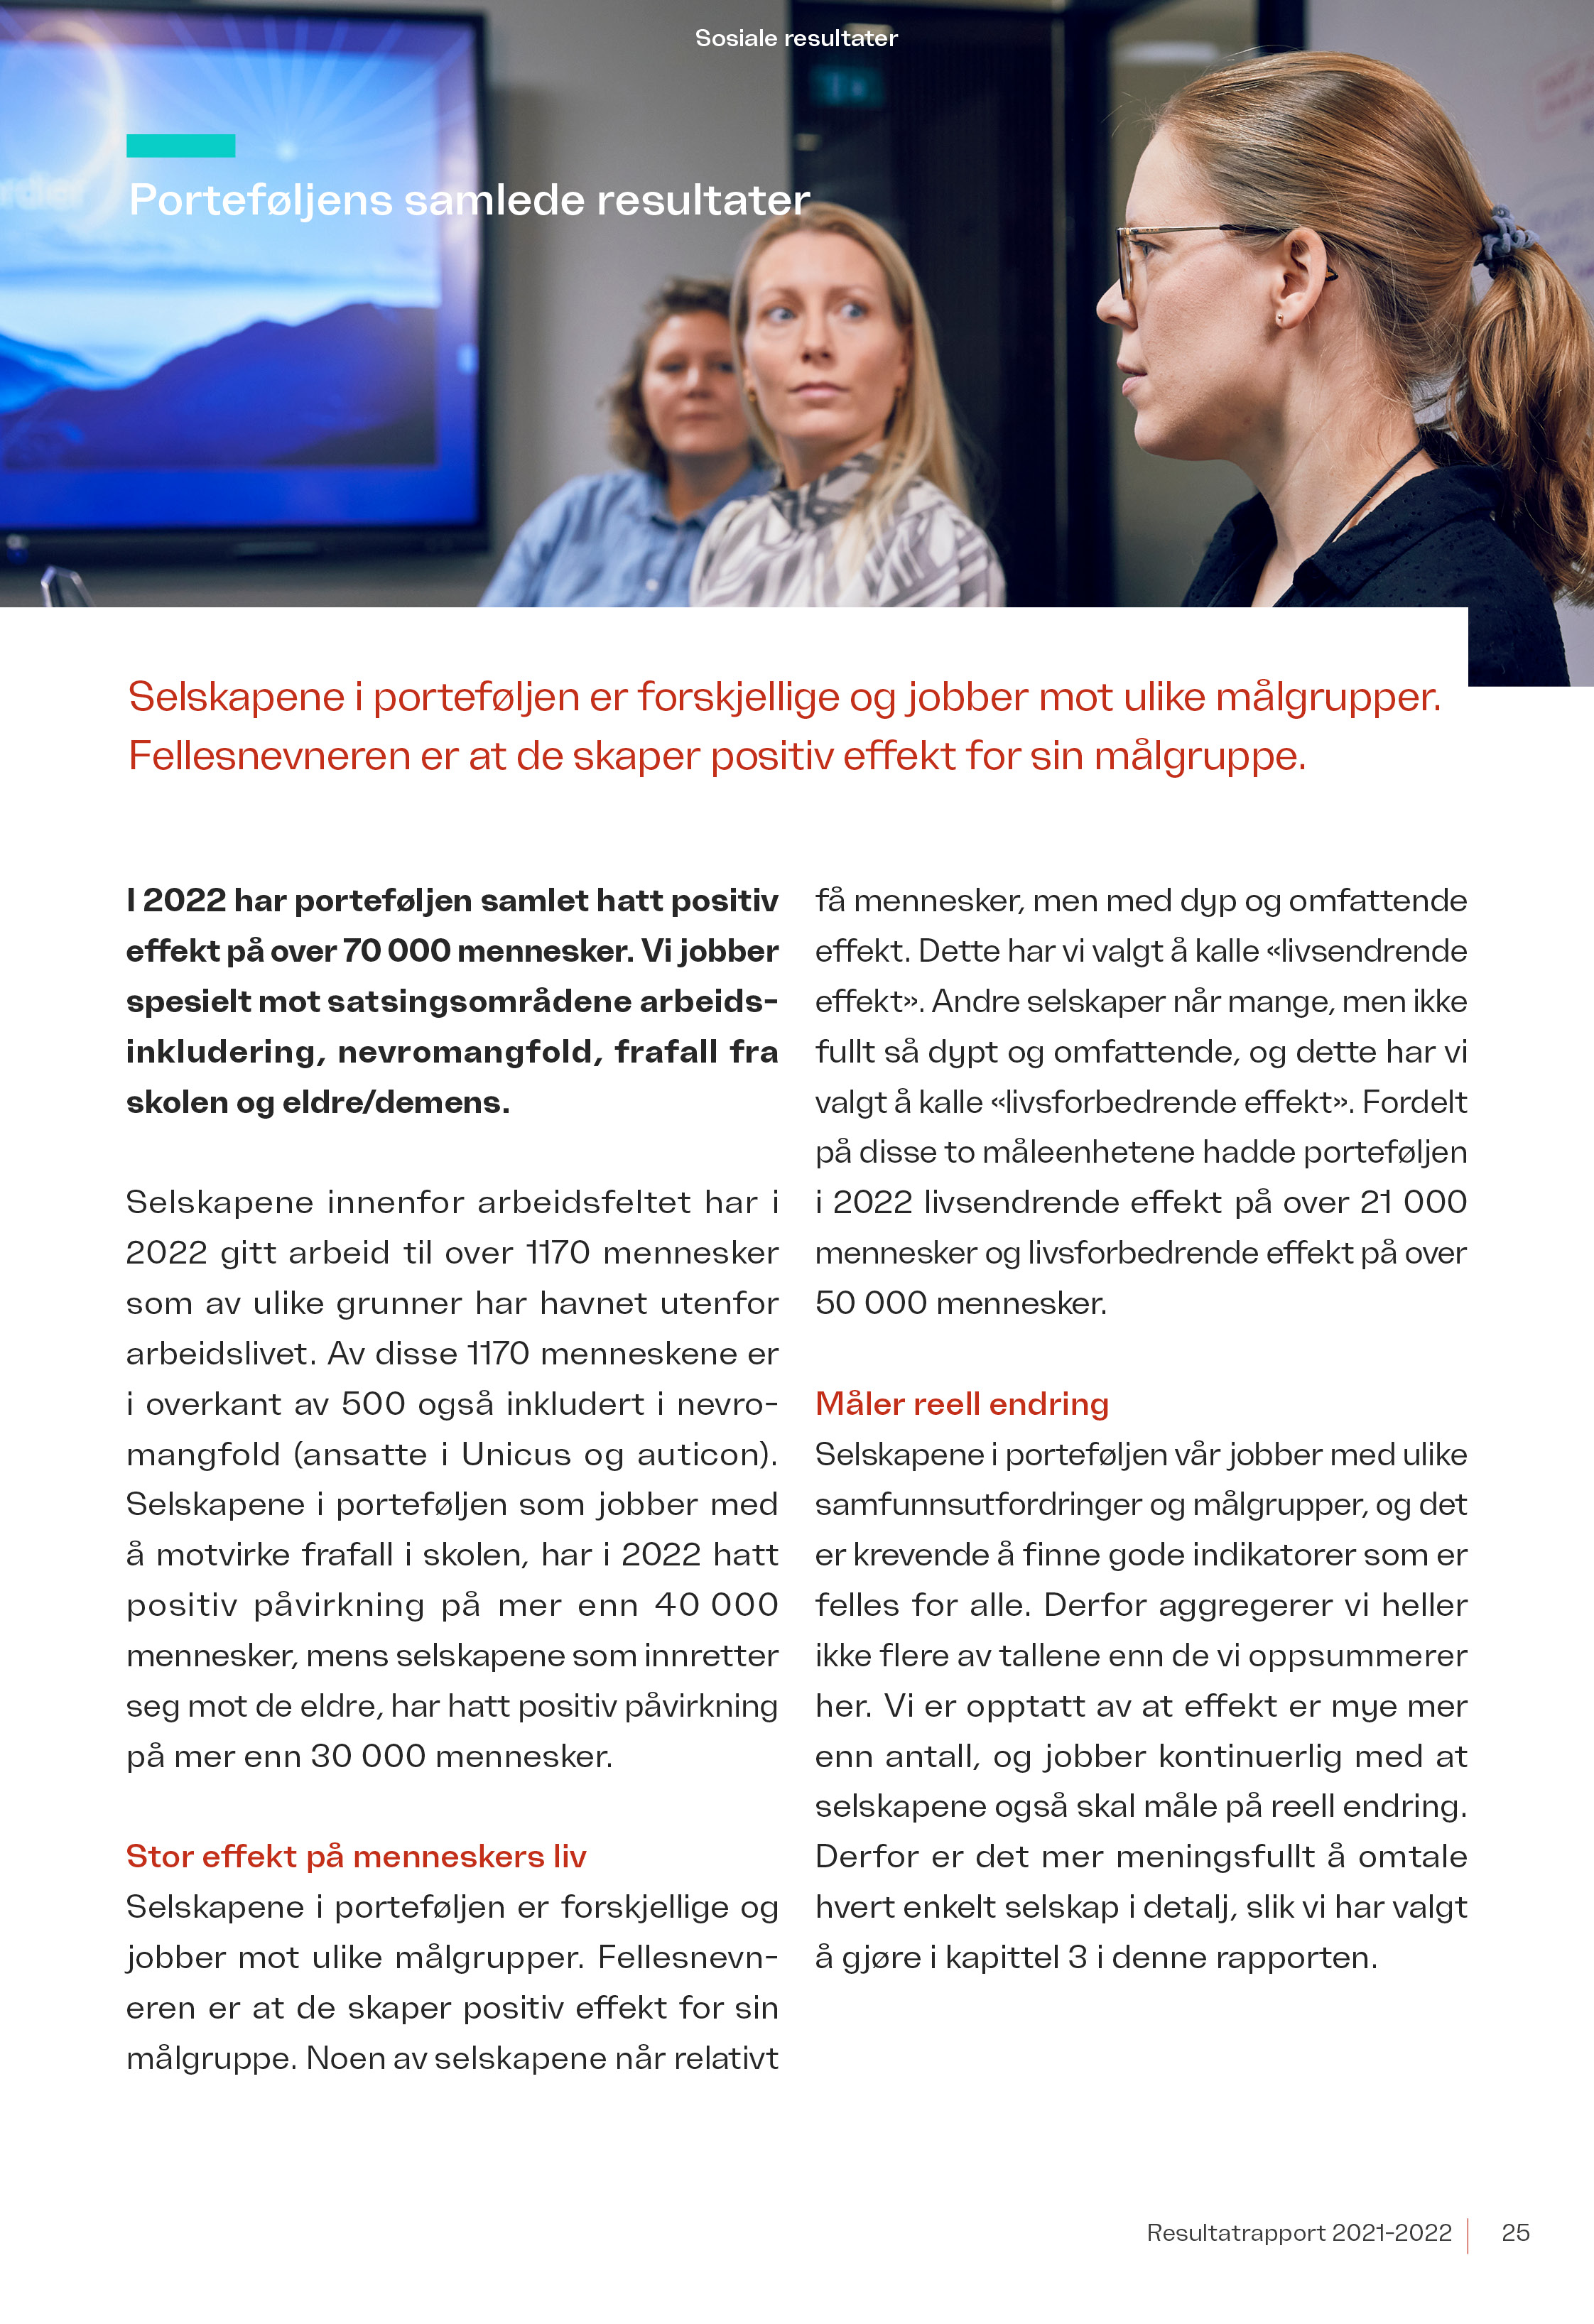 Sosiale resultater
Porteføljens samlede resultater
Selskapene i porteføljen er forskjellige og jobber mot ulike målgrupper.
Fellesnevneren er at de skaper positiv effekt for sin målgruppe.
I 2022 har porteføljen samlet hatt positiv
effekt på over 70 000 mennesker. Vi jobber
spesielt mot satsingsområdene arbeids-
inkludering, nevromangfold, frafall fra
skolen og eldre/demens.
Selskapene innenfor arbeidsfeltet har i
2022 gitt arbeid til over 1170 mennesker
som av ulike grunner har havnet utenfor
arbeidslivet. Av disse 1170 menneskene er
i overkant av 500 også inkludert i nevro-
mangfold (ansatte i Unicus og auticon).
Selskapene i porteføljen som jobber med
å motvirke frafall i skolen, har i 2022 hatt
positiv påvirkning på mer enn 40 000
mennesker, mens selskapene som innretter
seg mot de eldre, har hatt positiv påvirkning
på mer enn 30 000 mennesker.
Stor effekt på menneskers liv
Selskapene i porteføljen er forskjellige og
jobber mot ulike målgrupper. Fellesnevn-
eren er at de skaper positiv effekt for sin
målgruppe. Noen av selskapene når relativt
få mennesker, men med dyp og omfattende
effekt. Dette har vi valgt å kalle «livsendrende
effekt». Andre selskaper når mange, men ikke
fullt så dypt og omfattende, og dette har vi
valgt å kalle «livsforbedrende effekt». Fordelt
på disse to måleenhetene hadde porteføljen
i 2022 livsendrende effekt på over 21 000
mennesker og livsforbedrende effekt på over
50 000 mennesker.
Måler reell endring
Selskapene i porteføljen vår jobber med ulike
samfunnsutfordringer og målgrupper, og det
er krevende å finne gode indikatorer som er
felles for alle. Derfor aggregerer vi heller
ikke flere av tallene enn de vi oppsummerer
her. Vi er opptatt av at effekt er mye mer
enn antall, og jobber kontinuerlig med at
selskapene også skal måle på reell endring.
Derfor er det mer meningsfullt å omtale
hvert enkelt selskap i detalj, slik vi har valgt
å gjøre i kapittel 3 i denne rapporten.
Resultatrapport 2021-2022
25